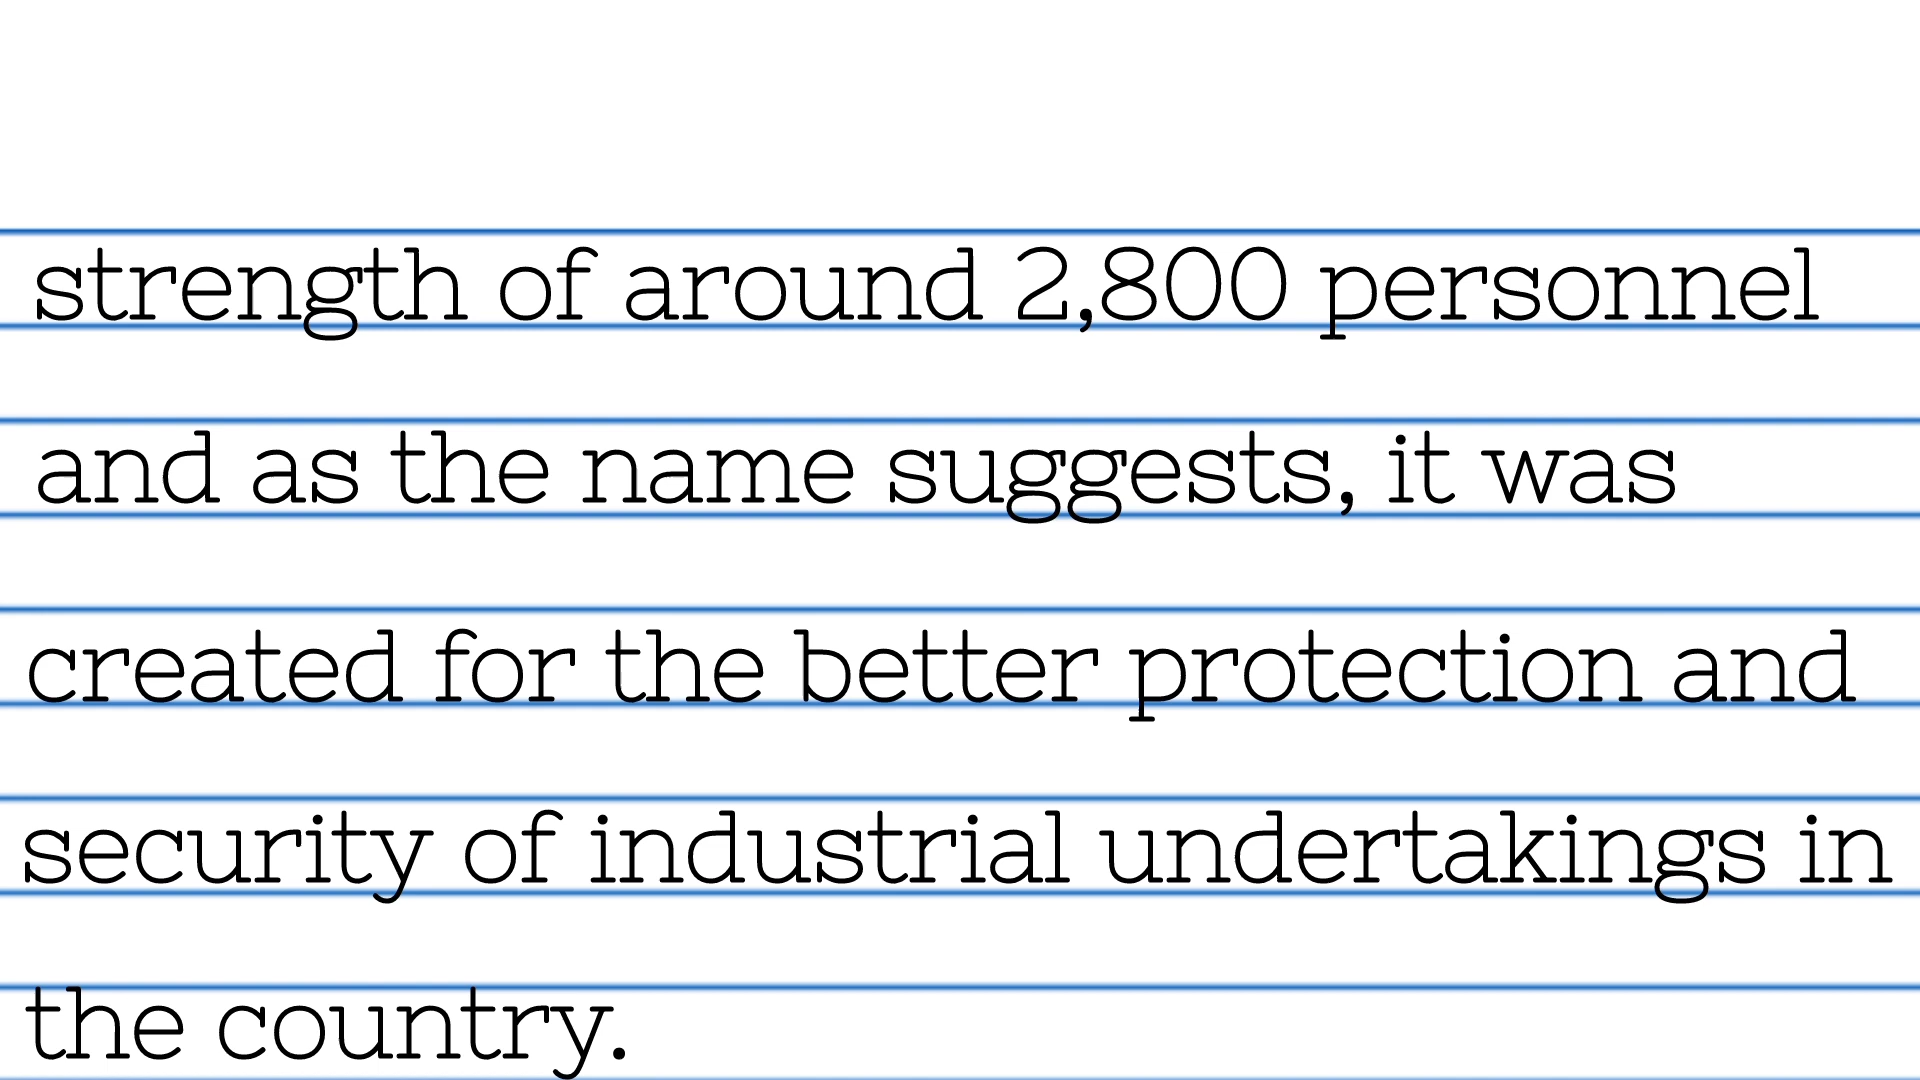 strength of around 2,800 personnel
and as the name suggests, it was
created for the better protection and
security of industrial undertakings in
the country.